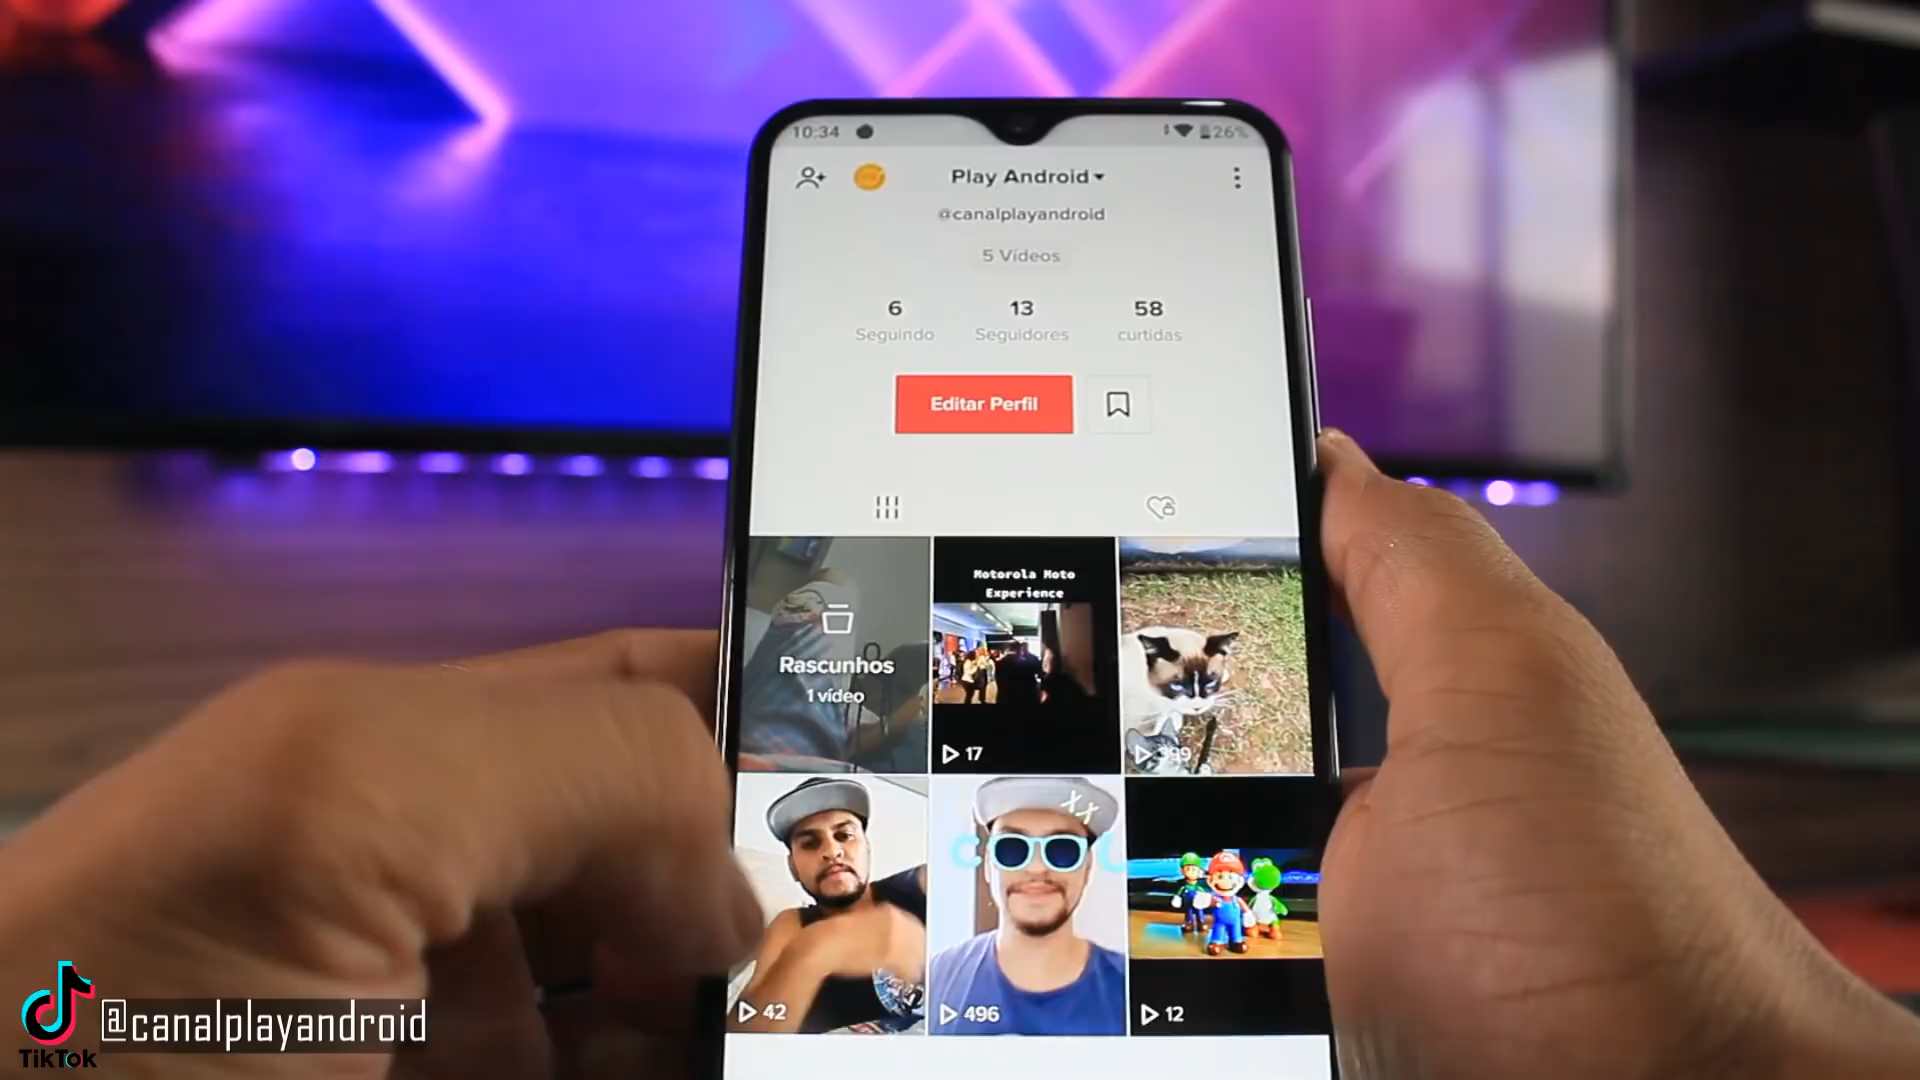 10:34
26%
Play Android
@canalplayandroid
5 Vídeos
6
13
58
Seguindo
Seguidores
curtidas
Editar Perfil
Motorola Moto
Experience
Rascunhos
1 vídeo
17
399
42
496
12
@canalplayandroid
TikTok